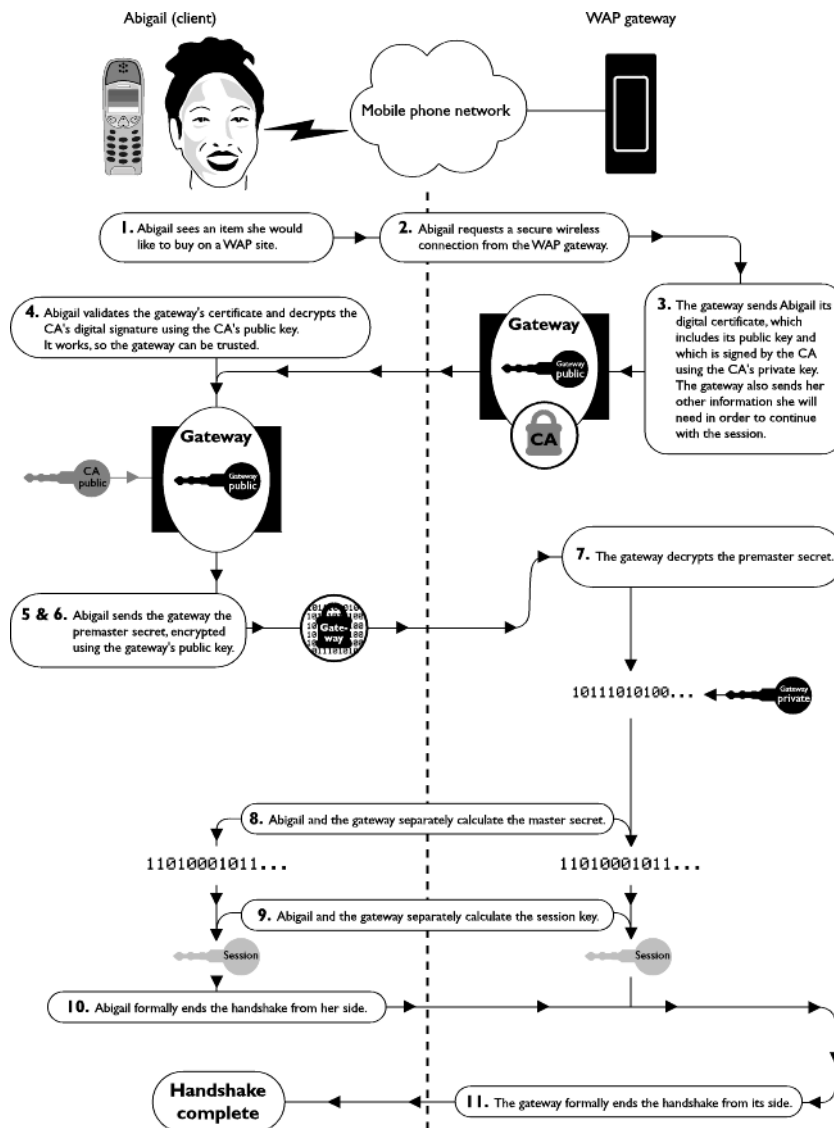 Abigail (client)
WAP gateway
Mobile phone network
1. Abigail sees an item she would
like to buy on a WAP site.
2. Abigail requests a secure wireless
connection from the WAP gateway.
3. The gateway sends Abigail its
digital certificate, which
includes its public key and
which is signed by the CA
using the CA's private key.
The gateway also sends her
other information she will
need in order to continue
with the session.
4. Abigail validates the gateway's certificate and decrypts the
CA's digital signature using the CA's public key.
It works, so the gateway can be trusted.
Gateway
Gateway
public
CA
Gateway
CA
public
Gateway
public
5 & 6. Abigail sends the gateway the
premaster secret, encrypted
using the gateway's public key.
Gate-
way
7. The gateway decrypts the premaster secret.
10111010100...
Gateway
private
8. Abigail and the gateway separately calculate the master secret.
11010001011...
11010001011...
9. Abigail and the gateway separately calculate the session key.
Session
Session
10. Abigail formally ends the handshake from her side.
11. The gateway formally ends the handshake from its side.
Handshake
complete